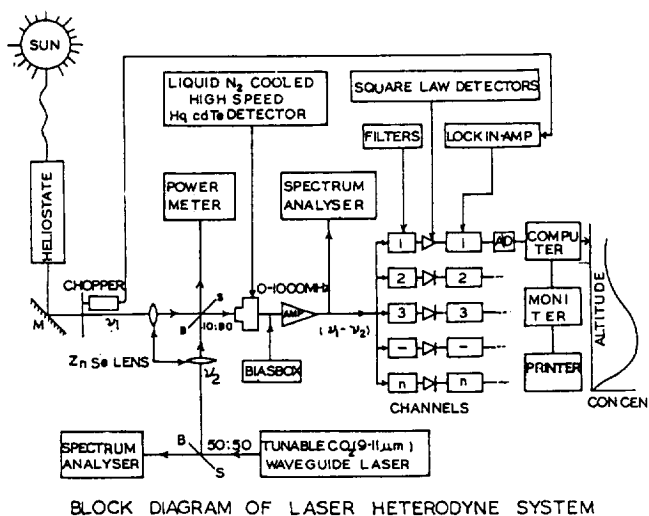 SUN
LIQUID N2 COOLED
HIGH SPEED
Hq cdTe DETECTOR
SQUARE LAW DETECTORS
FILTERS
LOCKIN-AMP
HELIOSTATE
POWER
METER
SPECTRUM
ANALYSER
1
1
AD
COMPU
TER
CHOPPER
0-1000MHz
2
2
M
ν1
B
S
10:90
AMP
(ν1-ν2)
3
3
MONI
TER
ALTITUDE
Zn Se LENS
ν2
BIASBOX
-
-
PRINTER
n
n
CHANNELS
CONCEN
SPECTRUM
ANALYSER
B
50:50
S
TUNABLE CO2(9-11μm)
WAVEGUIDE LASER
BLOCK DIAGRAM OF LASER HETERODYNE SYSTEM